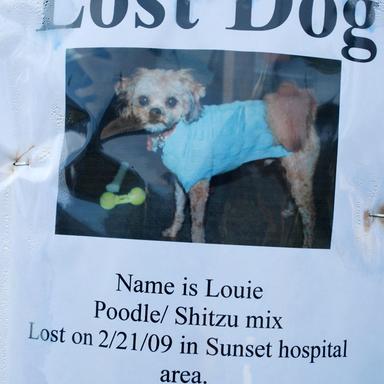 Lost Dog
Name is Louie
Poodle/ Shitzu mix
Lost on 2/21/09 in Sunset hospital
area.